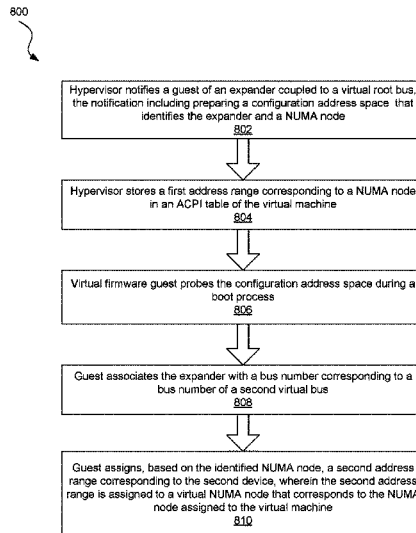 800
Hypervisor notifies a guest of an expander coupled to a virtual root bus,
the notification including preparing a configuration address space that
identifies the expander and a NUMA node
802
Hypervisor stores a first address range corresponding to a NUMA node
in an ACPI table of the virtual machine
804
Virtual firmware guest probes the configuration address space during a
boot process
806
Guest associates the expander with a bus number corresponding to a
bus number of a second virtual bus
808
Guest assigns, based on the identified NUMA node, a second address
range corresponding to the second device, wherein the second address
range is assigned to a virtual NUMA node that corresponds to the NUMA
node assigned to the virtual machine
810